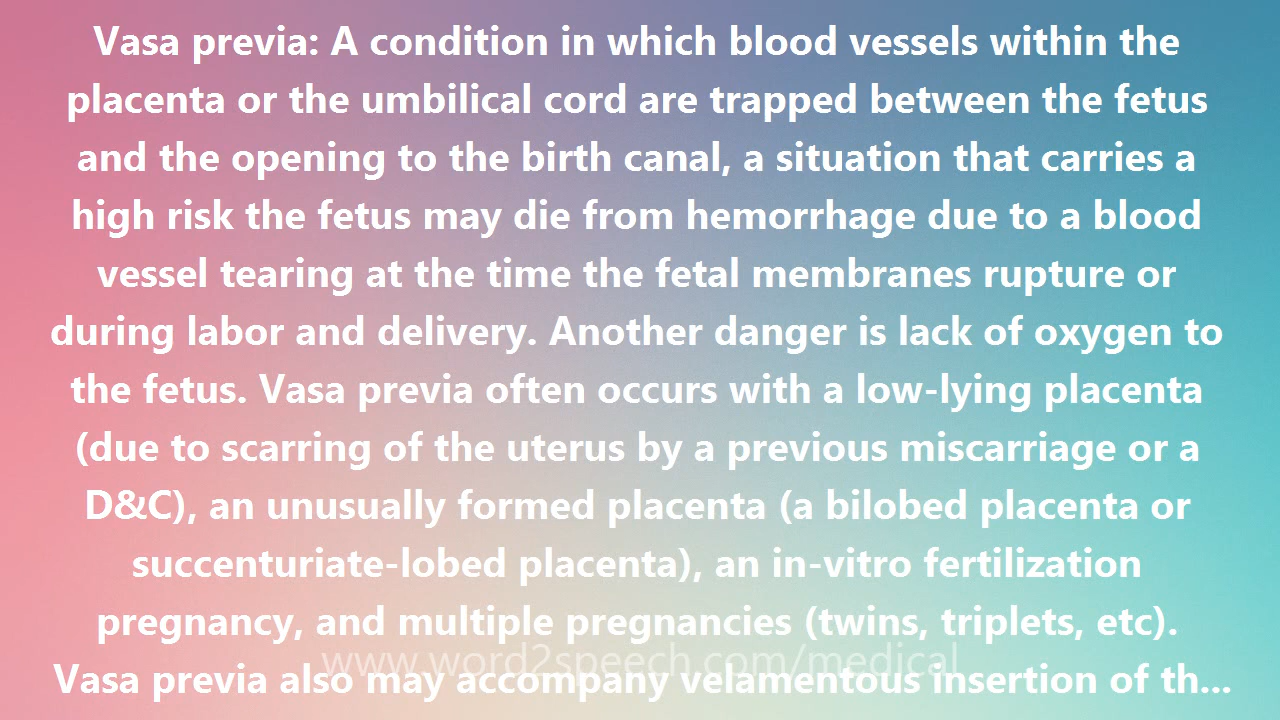 Vasa previa: A condition in which blood vessels within the
placenta or the umbilical cord are trapped between the fetus
and the opening to the birth canal, a situation that carries a
high risk the fetus may die from hemorrhage due to a blood
vessel tearing at the time the fetal membranes rupture or
during labor and delivery. Another danger is lack of oxygen to
the fetus. Vasa previa often occurs with a low-lying placenta
(due to scarring of the uterus by a previous miscarriage or a
D&C), an unusually formed placenta (a bilobed placenta or
succenturiate-lobed placenta), an in-vitro fertilization
pregnancy, and multiple pregnancies (twins, triplets, etc).
www.word2speech.com/medical
Vasa previa also may accompany velamentous insertion of th...